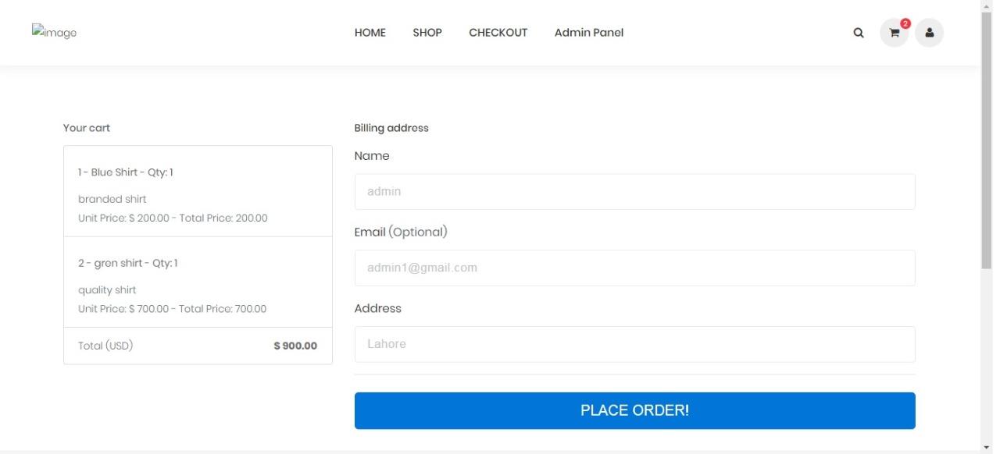 image
HOME SHOP CHECKOUT Admin Panel
2
Your cart
1 - Blue Shirt - Qty: 1
branded shirt
Unit Price: $ 200.00 - Total Price: 200.00
2 - gren shirt - Qty: 1
quality shirt
Unit Price: $ 700.00 - Total Price: 700.00
Total (USD) $ 900.00
Billing address
Name
admin
Email (Optional)
admin1@gmail.com
Address
Lahore
PLACE ORDER!